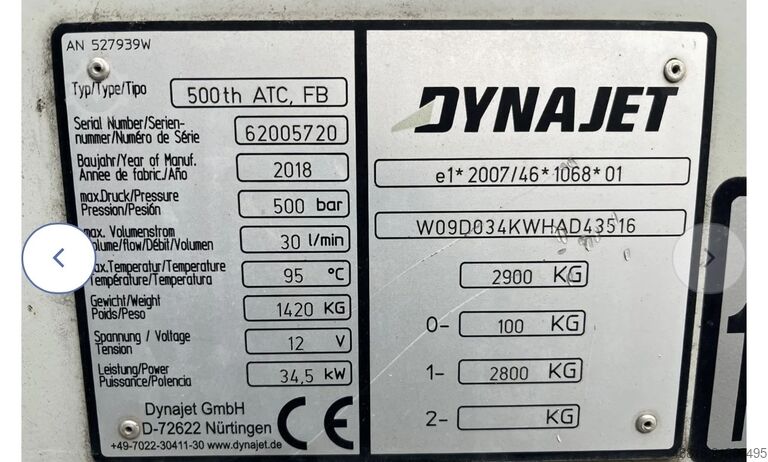 AN 527939W
Typ/Type/Tipo 500th ATC, FB
Serial Number/Serien-
nummer/Numéro de Série 62005720
Baujahr/Year of Manuf.
Année de fabric./Año 2018
max.Druck/Pressure
Pression/Pesión 500 bar
max. Volumenstrom
Volume/flow/Débit/Volumen 30 l/min
max.Temperatur/Temperature
Température/Temperatura 95 °C
Gewicht/Weight
Poids/Peso 1420 KG
Spannung / Voltage
Tension 12 V
Leistung/Power
Puissance/Potencia 34,5 kW
Dynajet GmbH
D-72622 Nürtingen
+49-7022-30411-30 www.dynajet.de
CE
DYNAJET
e1*2007/46*1068*01
W09D034KWHAD43516
2900 KG
0- 100 KG
1- 2800 KG
2- KG